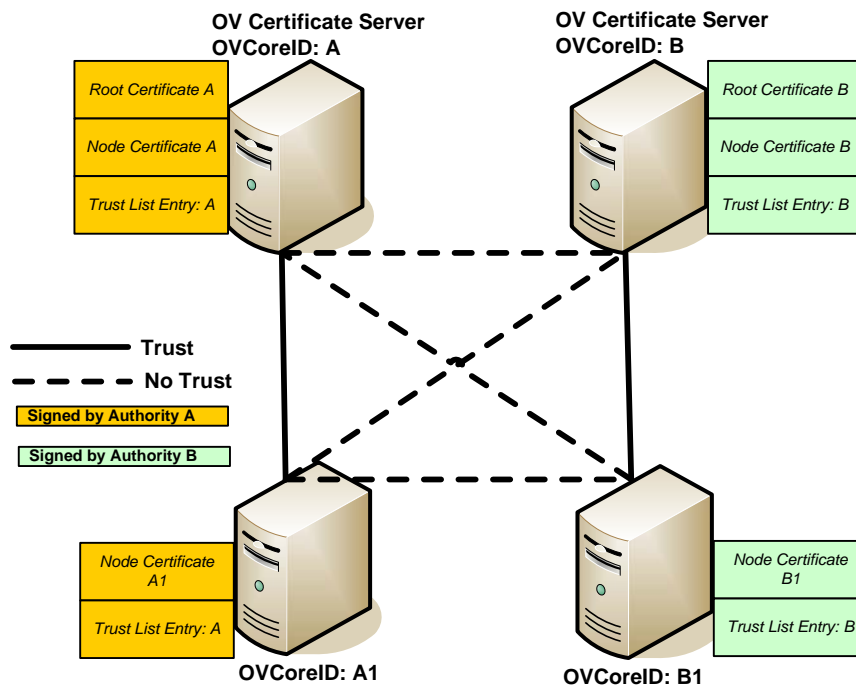 OV Certificate Server
OVCoreID: A
OV Certificate Server
OVCoreID: B
Root Certificate A
Node Certificate A
Trust List Entry: A
Root Certificate B
Node Certificate B
Trust List Entry: B
Trust
No Trust
Signed by Authority A
Signed by Authority B
Node Certificate
A1
Trust List Entry: A
OVCoreID: A1
Node Certificate
B1
Trust List Entry: B
OVCoreID: B1